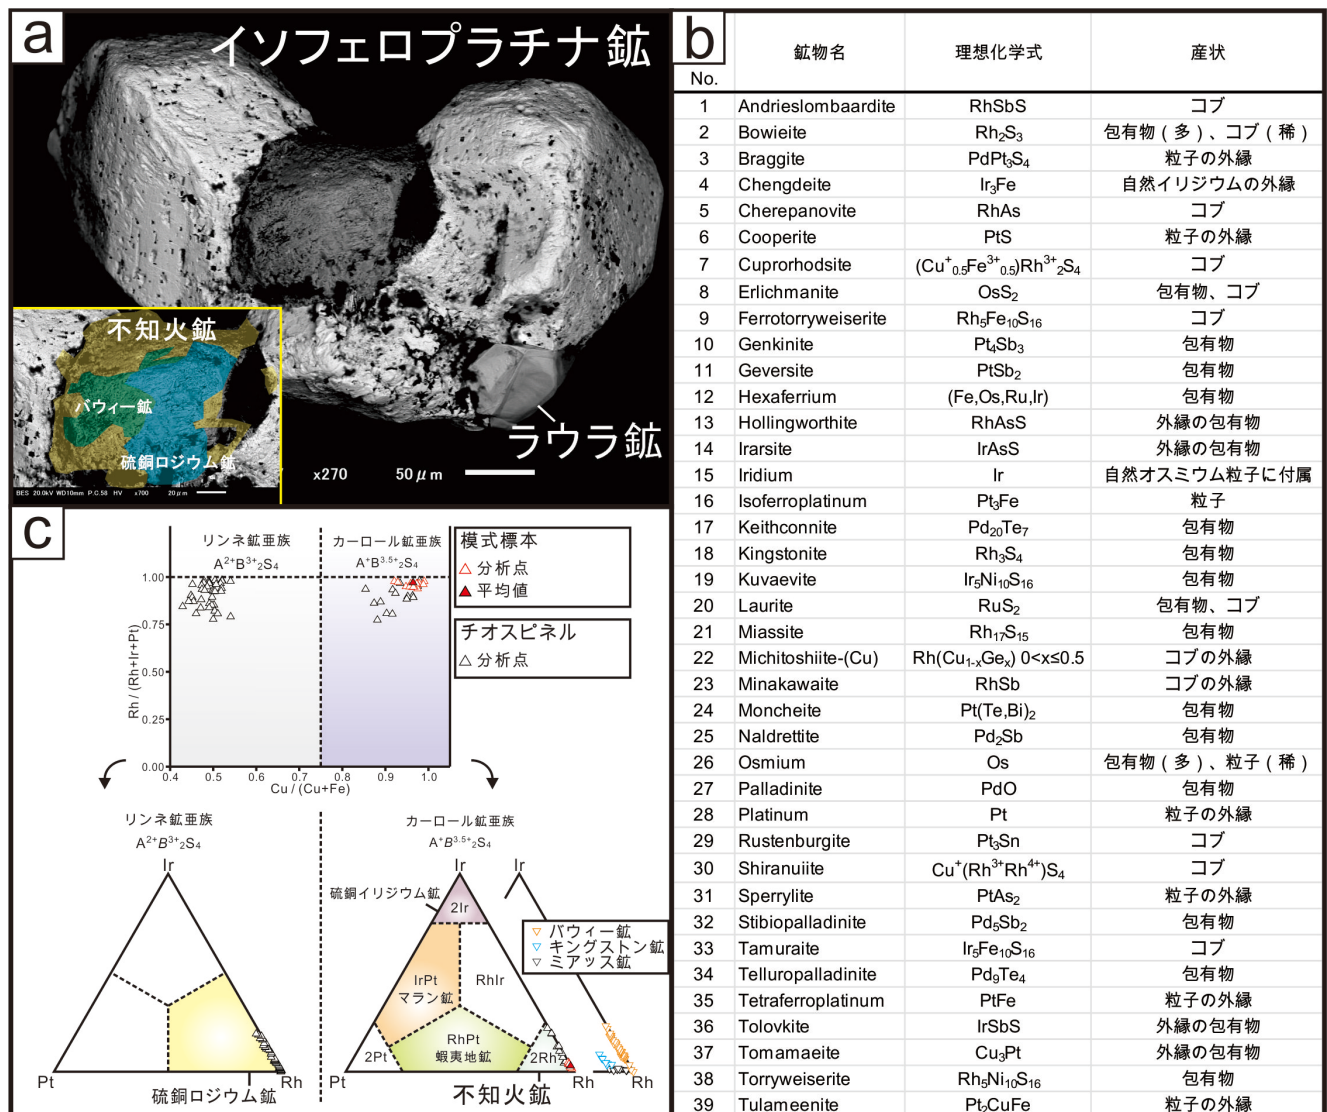 a
イソフェロプラチナ鉱
不知火鉱
バウィー鉱
硫銅ロジウム鉱
ラウラ鉱
x270 50μm
BES 20.0kV WD10mm P.C.58 HV x700 20μm
b
No. 鉱物名 理想化学式 産状
1 Andrieslombaardite RhSbS コブ
2 Bowieite Rh₂S₃ 包有物（多）、コブ（稀）
3 Braggite PdPt₃S₄ 粒子の外縁
4 Chengdeite Ir₃Fe 自然イリジウムの外縁
5 Cherepanovite RhAs コブ
6 Cooperite PtS 粒子の外縁
7 Cuprorhodsite (Cu⁺₀.₅Fe³⁺₀.₅)Rh³⁺₂S₄ コブ
8 Erlichmanite OsS₂ 包有物、コブ
9 Ferrotorryweiserite Rh₅Fe₁₀S₁₆ コブ
10 Genkinite Pt₄Sb₃ 包有物
11 Geversite PtSb₂ 包有物
12 Hexaferrium (Fe,Os,Ru,Ir) 包有物
13 Hollingworthite RhAsS 外縁の包有物
14 Irarsite IrAsS 外縁の包有物
15 Iridium Ir 自然オスミウム粒子に付属
16 Isoferroplatinum Pt₃Fe 粒子
17 Keithconnite Pd₂₀Te₇ 包有物
18 Kingstonite Rh₃S₄ 包有物
19 Kuvaevite Ir₅Ni₁₀S₁₆ 包有物
20 Laurite RuS₂ 包有物、コブ
21 Miassite Rh₁₇S₁₅ 包有物
22 Michitoshiite-(Cu) Rh(Cu₁₋ₓGeₓ) 0<x≤0.5 コブの外縁
23 Minakawaite RhSb コブの外縁
24 Moncheite Pt(Te,Bi)₂ 包有物
25 Naldrettite Pd₂Sb 包有物
26 Osmium Os 包有物（多）、粒子（稀）
27 Palladinite PdO 包有物
28 Platinum Pt 粒子の外縁
29 Rustenburgite Pt₃Sn コブ
30 Shiranuiite Cu⁺(Rh³⁺Rh⁴⁺)S₄ コブ
31 Sperrylite PtAs₂ 粒子の外縁
32 Stibiopalladinite Pd₅Sb₂ 包有物
33 Tamuraite Ir₅Fe₁₀S₁₆ コブ
34 Telluropalladinite Pd₉Te₄ 包有物
35 Tetraferroplatinum PtFe 粒子の外縁
36 Tolovkite IrSbS 外縁の包有物
37 Tomamaeite Cu₃Pt 外縁の包有物
38 Torryweiserite Rh₅Ni₁₀S₁₆ 包有物
39 Tulameenite Pt₂CuFe 粒子の外縁
c
リンネ鉱亜族
A²⁺B³⁺₂S₄
カーロール鉱亜族
A⁺B³·⁵⁺₂S₄
模式標本
分析点
平均値
チオスピネル
分析点
Rh / (Rh+Ir+Pt)
1.00
0.75
0.50
0.25
0.00
0.4 0.5 0.6 0.7 0.8 0.9 1.0
Cu / (Cu+Fe)
リンネ鉱亜族
A²⁺B³⁺₂S₄
Ir
Pt
Rh
硫銅ロジウム鉱
カーロール鉱亜族
A⁺B³·⁵⁺₂S₄
Ir
Ir
硫銅イリジウム鉱
2Ir
バウィー鉱
キングストン鉱
ミアッス鉱
IrPt
マラン鉱
RhIr
RhPt
蝦夷地鉱
2Pt
2Rh
Pt
Rh
Rh
不知火鉱